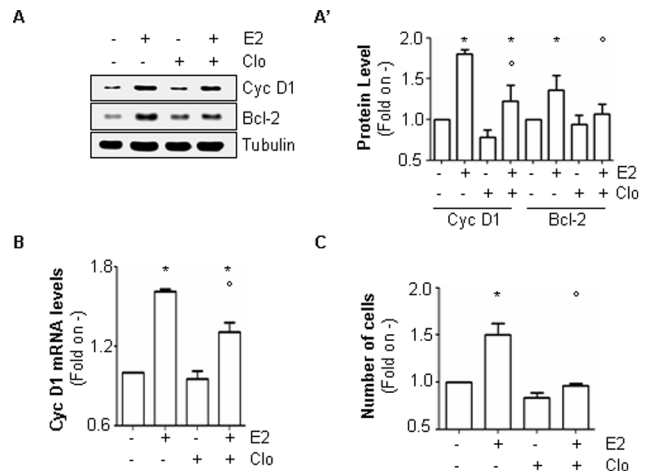 A
- + - + E2
- - + + Clo
Cyc D1
Bcl-2
Tubulin
A'
Protein Level
(Fold on -)
2.0
1.5
1.0
0.5
* * * °
°
- + - + - + - + E2
- - + + - - + + Clo
Cyc D1 Bcl-2
B
Cyc D1 mRNA levels
(Fold on -)
1.8
1.2
0.6
* *
°
- + - + E2
- - + + Clo
C
Number of cells
(Fold on -)
2.0
1.5
1.0
0.5
* °
- + - + E2
- - + + Clo